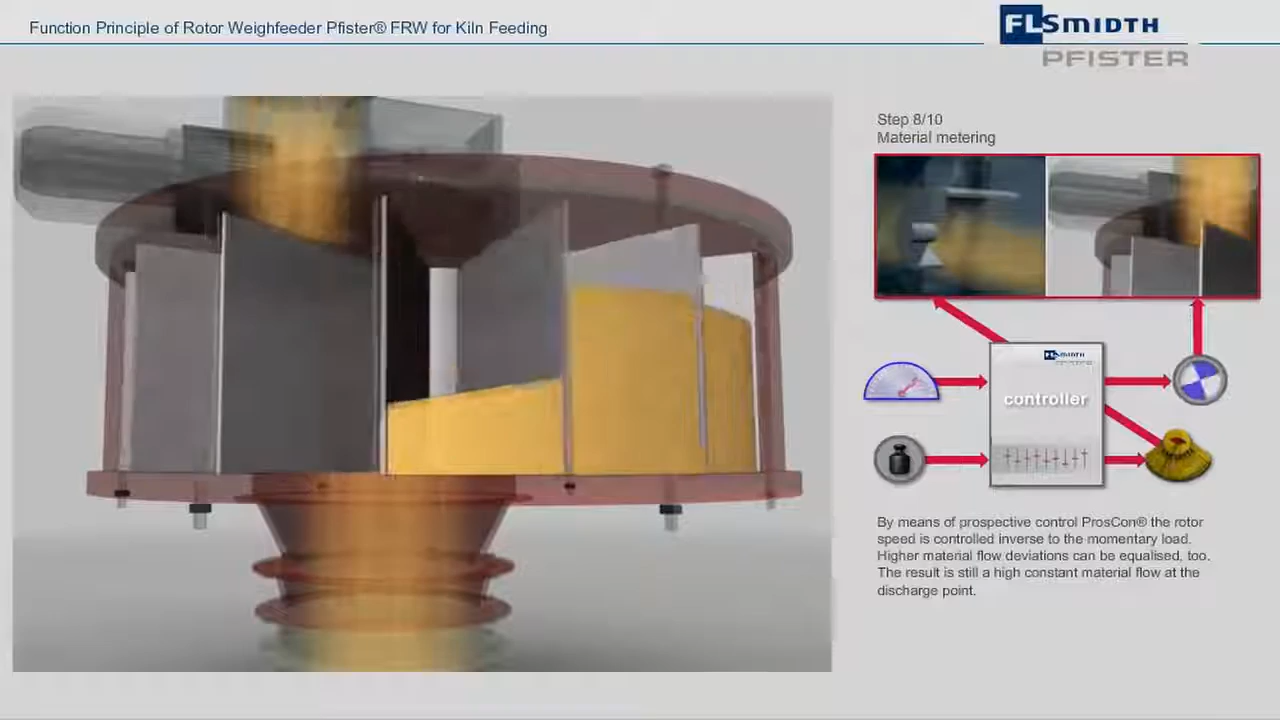 Function Principle of Rotor Weighfeeder Pfister® FRW for Kiln Feeding
FLSMIDTH
PFISTER
Step 8/10
Material metering
FLSMIDTH
PFISTER
controller
By means of prospective control ProsCon® the rotor
speed is controlled inverse to the momentary load.
Higher material flow deviations can be equalised, too.
The result is still a high constant material flow at the
discharge point.